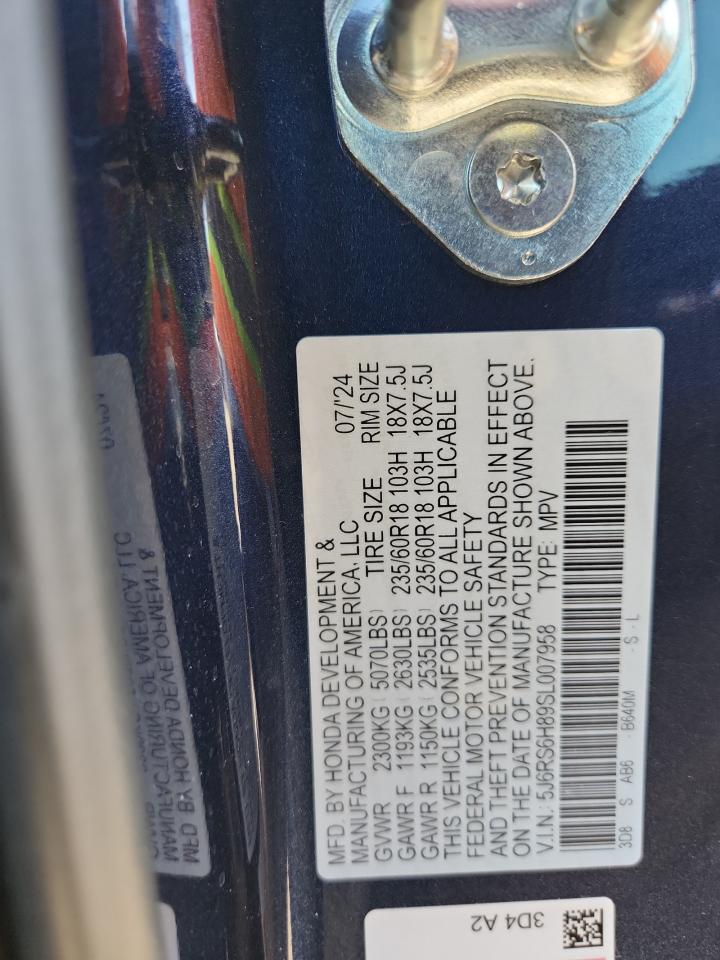 MFD. BY HONDA DEVELOPMENT &
MANUFACTURING OF AMERICA, LLC 07/'24
GVWR 2300KG (5070LBS) TIRE SIZE RIM SIZE
GAWR F 1193KG (2630LBS) 235/60R18 103H 18X7.5J
GAWR R 1150KG (2535LBS) 235/60R18 103H 18X7.5J
THIS VEHICLE CONFORMS TO ALL APPLICABLE
FEDERAL MOTOR VEHICLE SAFETY
AND THEFT PREVENTION STANDARDS IN EFFECT
ON THE DATE OF MANUFACTURE SHOWN ABOVE.
V.I.N.: 5J6RS6H89SL007958 TYPE: MPV
3D8 S AB6 - B640M - S - L
3D4 A2